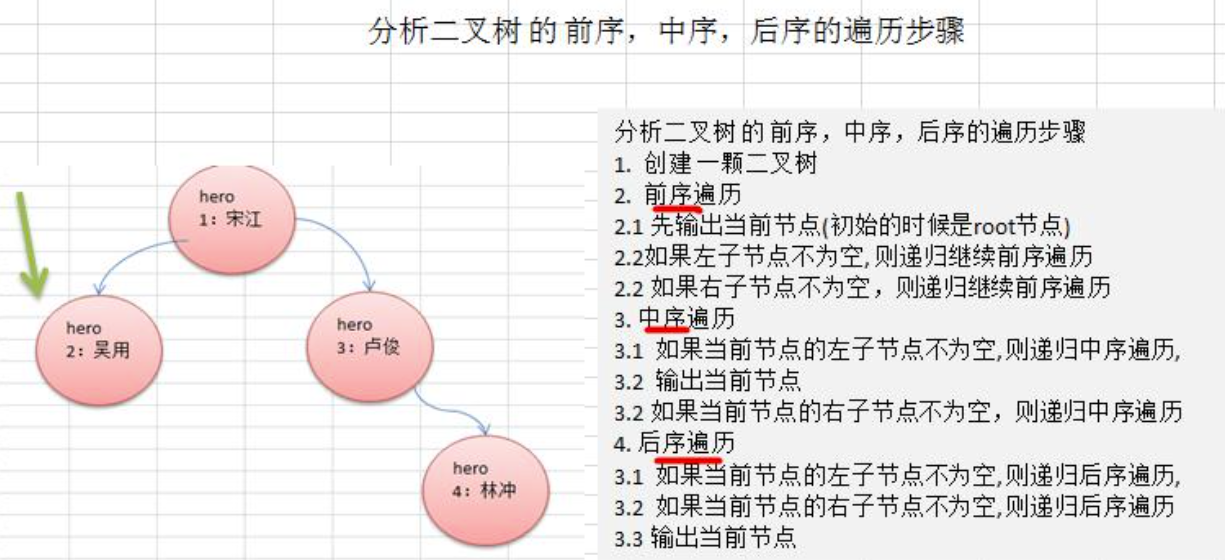 分析二叉树的前序，中序，后序的遍历步骤
hero
1：宋江
hero
2：吴用
hero
3：卢俊
hero
4：林冲
分析二叉树的前序，中序，后序的遍历步骤
1. 创建一颗二叉树
2. 前序遍历
2.1 先输出当前节点(初始的时候是root节点)
2.2如果左子节点不为空,则递归继续前序遍历
2.2 如果右子节点不为空，则递归继续前序遍历
3. 中序遍历
3.1 如果当前节点的左子节点不为空,则递归中序遍历,
3.2 输出当前节点
3.2 如果当前节点的右子节点不为空，则递归中序遍历
4. 后序遍历
3.1 如果当前节点的左子节点不为空,则递归后序遍历,
3.2 如果当前节点的右子节点不为空,则递归后序遍历
3.3 输出当前节点